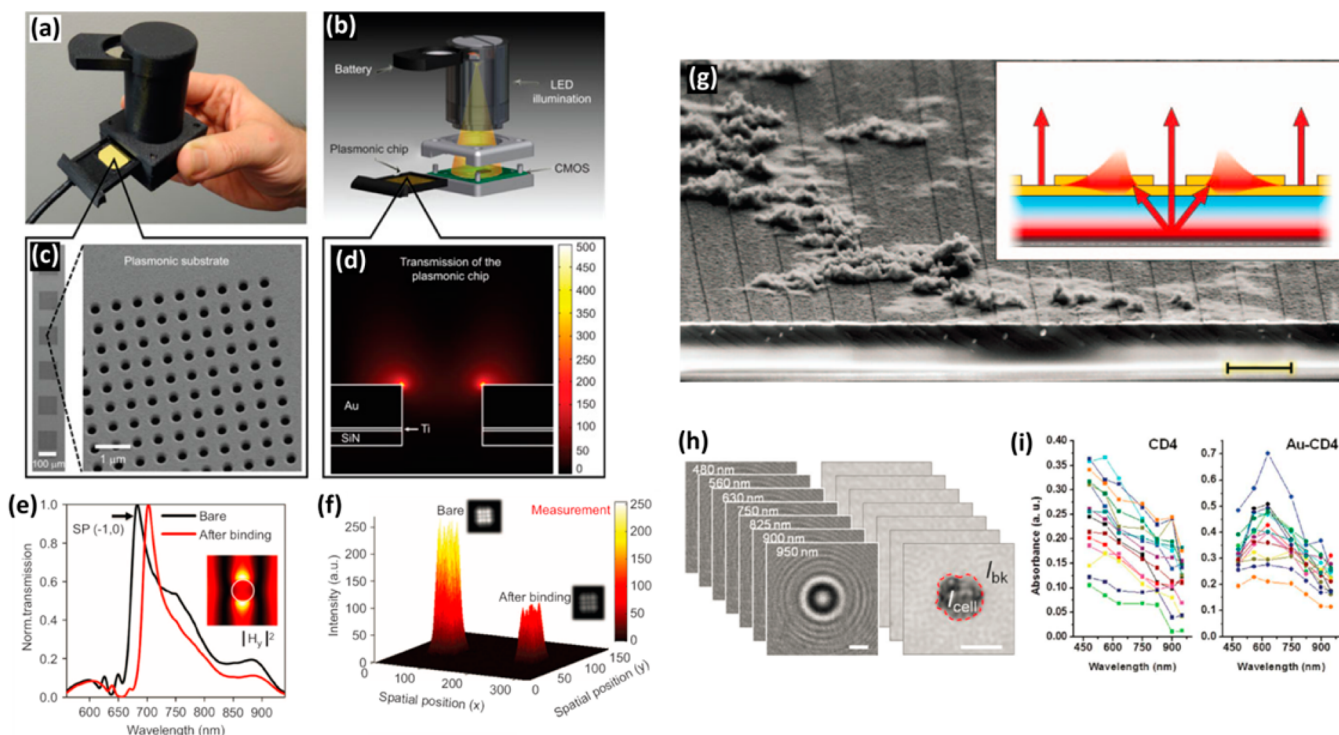 (a)
(b)
Battery
LED
illumination
Plasmonic chip
CMOS
(c)
Plasmonic substrate
100 μm
1 μm
(d)
Transmission of the
plasmonic chip
Au
Ti
SiN
500
450
400
350
300
250
200
150
100
50
0
(e)
Norm.transmission
1.0
0.8
0.6
0.4
0.2
0.0
SP (-1,0)
Bare
After binding
|H_y|²
600 650 700 750 800 850 900
Wavelength (nm)
(f)
Intensity (a.u.)
250
200
150
100
50
0
Bare
Measurement
After binding
100
200
300
Spatial position (x)
0
50
100
150
Spatial position (y)
250
200
150
100
50
0
(g)
(h)
480 nm
560 nm
630 nm
750 nm
825 nm
900 nm
950 nm
I_bk
I_cell
(i)
CD4
Absorbance (a. u.)
0.40
0.35
0.30
0.25
0.20
0.15
0.10
0.05
0.00
450 600 750 900
Wavelength (nm)
Au-CD4
0.7
0.6
0.5
0.4
0.3
0.2
0.1
0.0
450 600 750 900
Wavelength (nm)